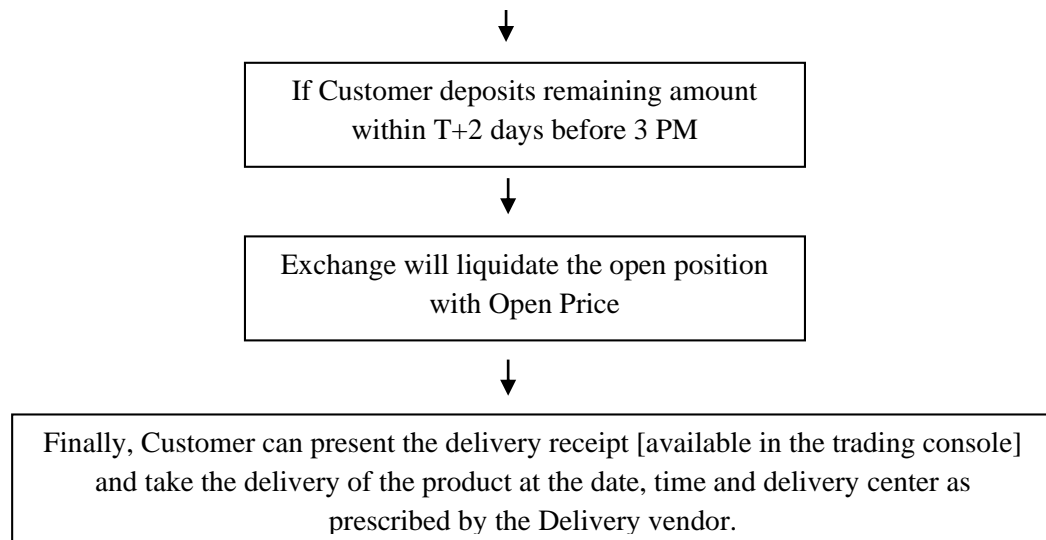 If Customer deposits remaining amount
within T+2 days before 3 PM
Exchange will liquidate the open position
with Open Price
Finally, Customer can present the delivery receipt [available in the trading console]
and take the delivery of the product at the date, time and delivery center as
prescribed by the Delivery vendor.